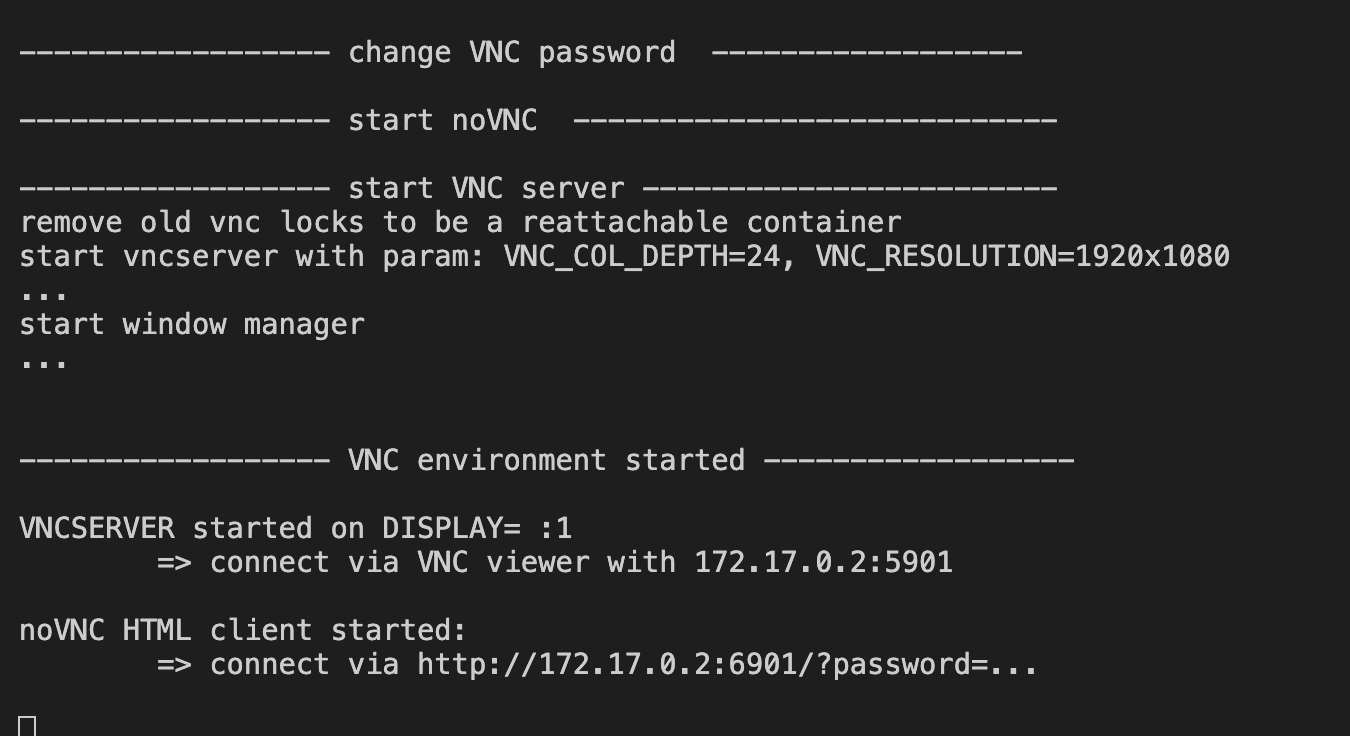 ------------------ change VNC password  ------------------
------------------ start noVNC  ----------------------------
------------------ start VNC server ------------------------
remove old vnc locks to be a reattachable container
start vncserver with param: VNC_COL_DEPTH=24, VNC_RESOLUTION=1920x1080
...
start window manager
...
------------------ VNC environment started ------------------
VNCSERVER started on DISPLAY= :1
=> connect via VNC viewer with 172.17.0.2:5901
noVNC HTML client started:
=> connect via http://172.17.0.2:6901/?password=...